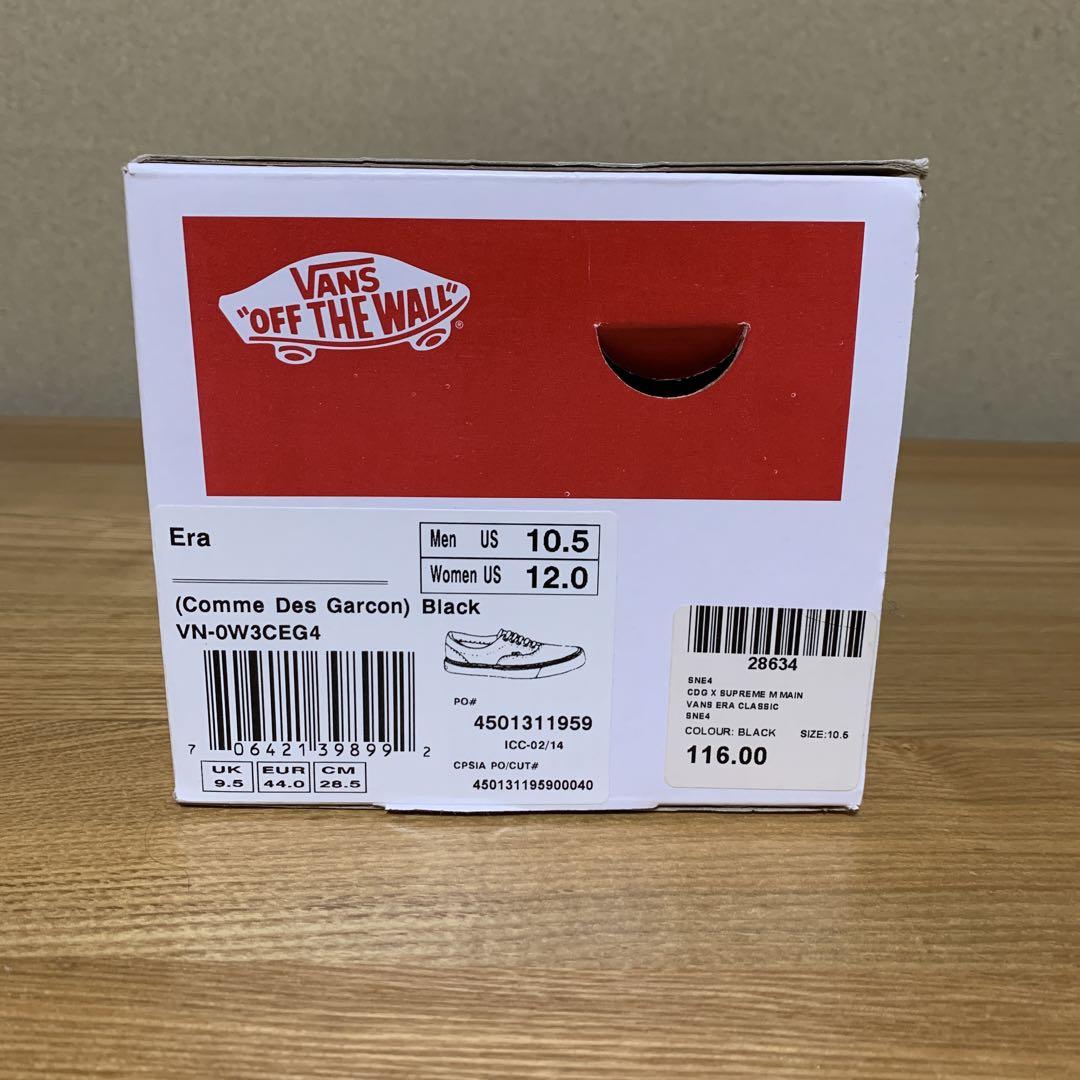 VANS
"OFF THE WALL"
®
Era
Men US 10.5
Women US 12.0
(Comme Des Garcon) Black
VN-0W3CEG4
7 06421 39899 2
UK 9.5
EUR 44.0
CM 28.5
PO#
4501311959
ICC-02/14
CPSIA PO/CUT#
450131195900040
28634
SNE4
CDG X SUPREME M MAIN
VANS ERA CLASSIC
SNE4
COLOUR: BLACK SIZE:10.5
116.00